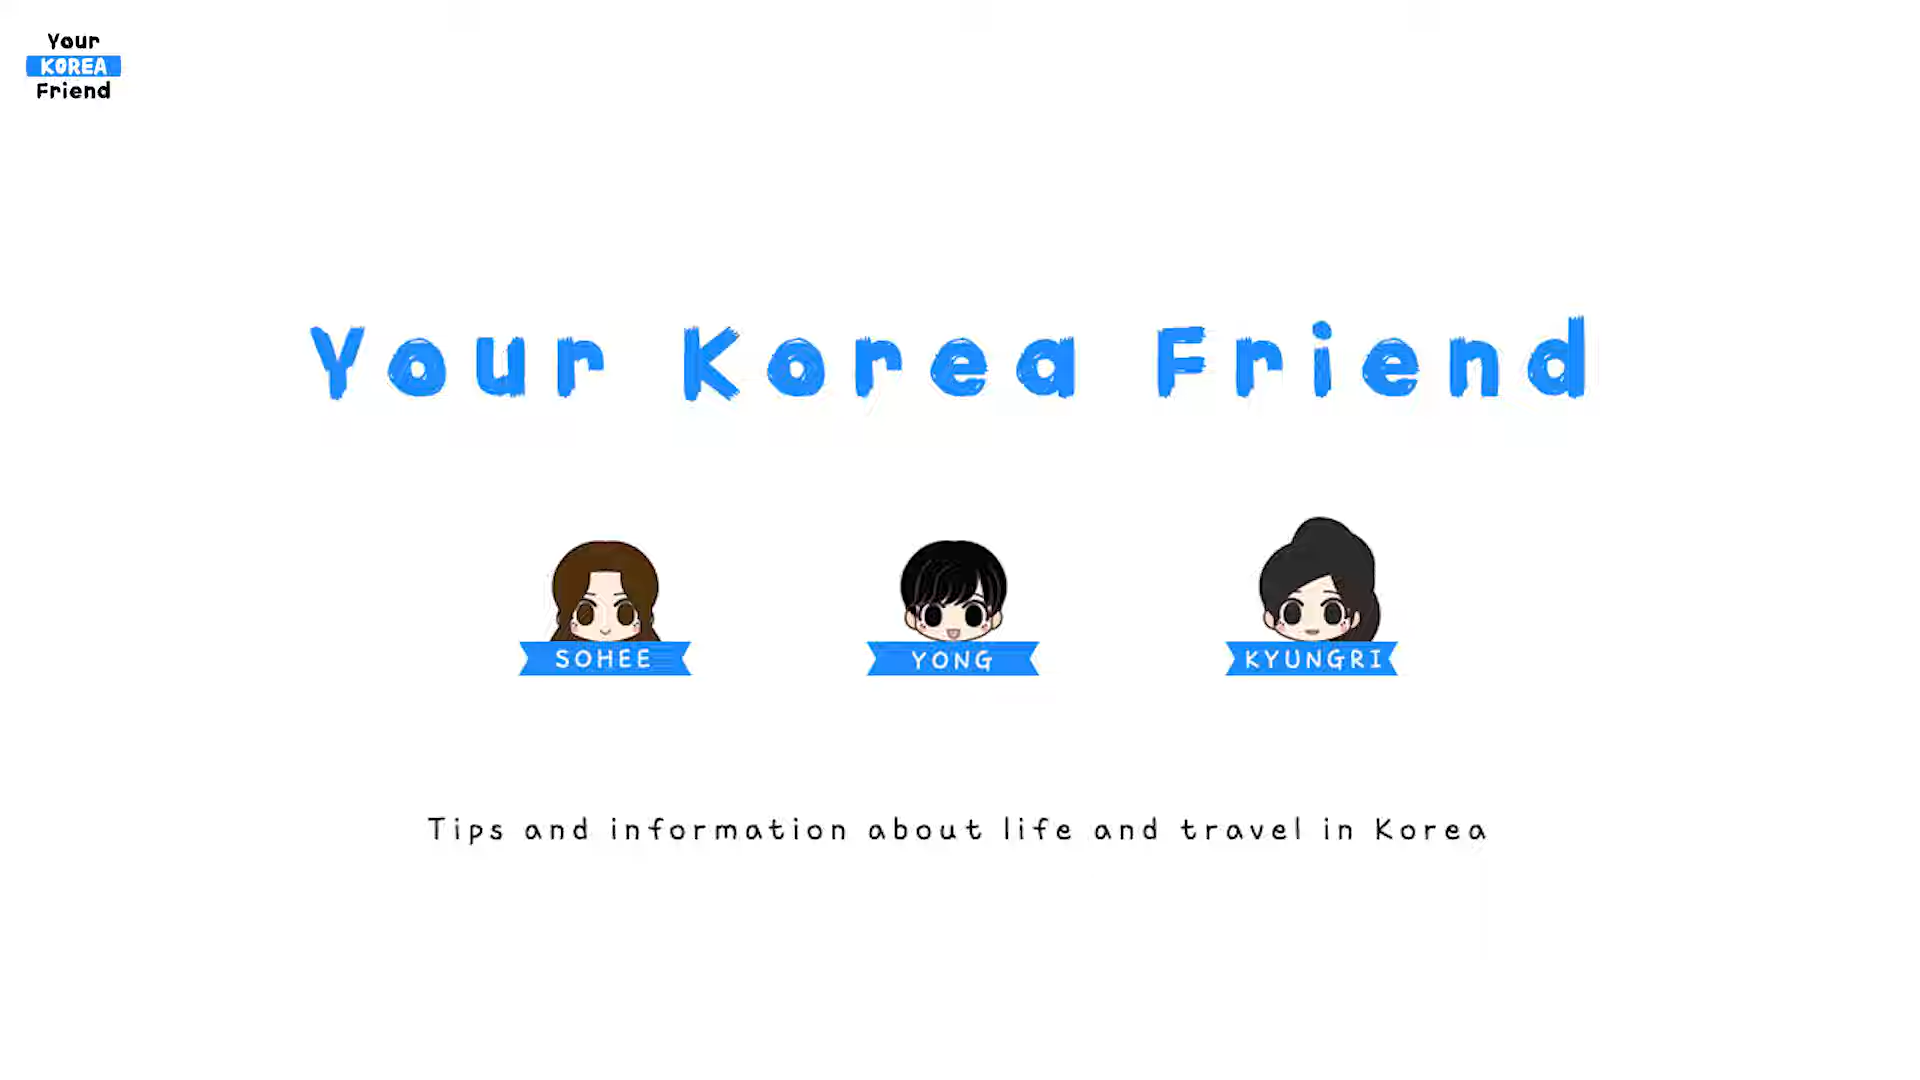 Your
KOREA
Friend
Your Korea Friend
SOHEE
YONG
KYUNGRI
Tips and information about life and travel in Korea